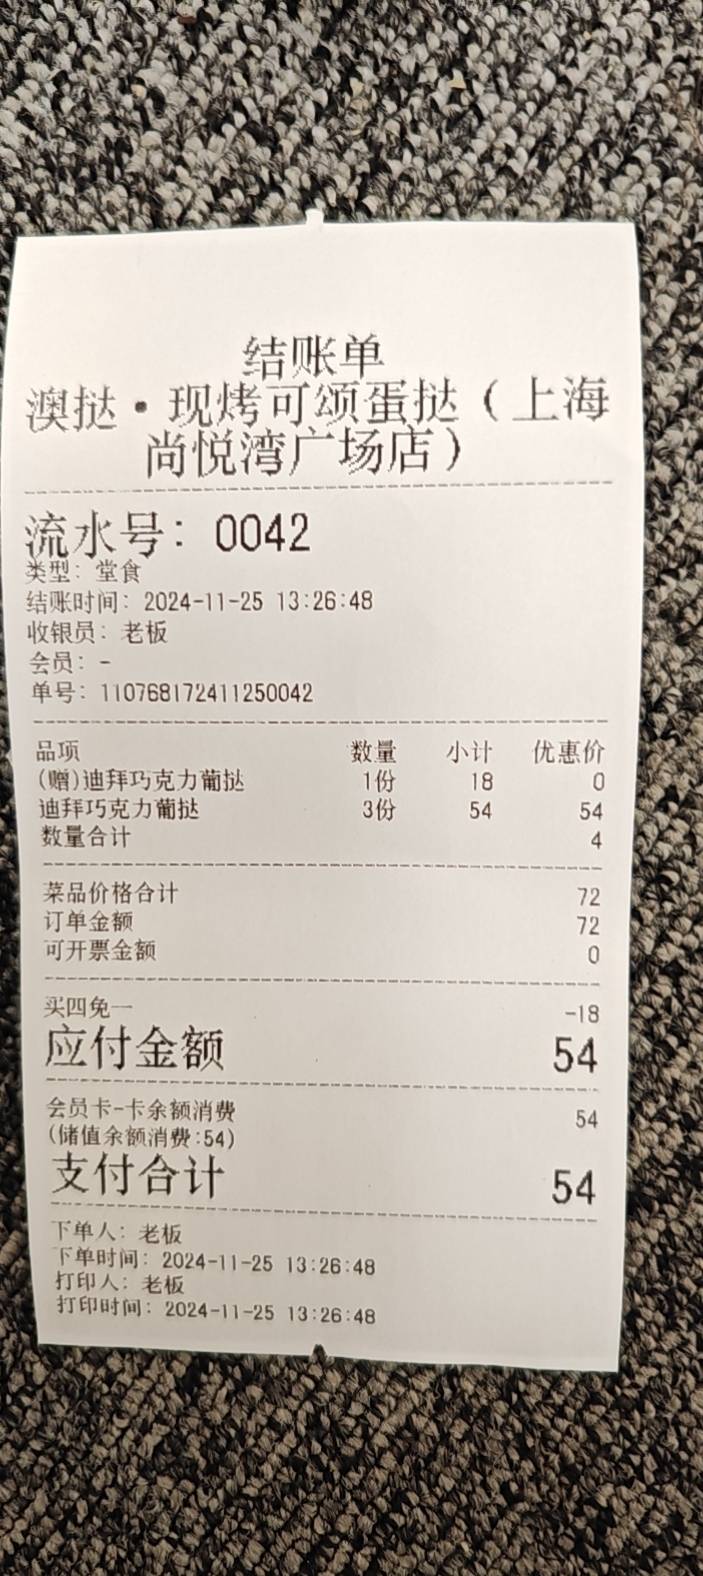 结账单
澳挞·现烤可颂蛋挞（上海
尚悦湾广场店）
流水号：0042
类型：堂食
结账时间：2024-11-25 13:26:48
收银员：老板
会员：-
单号：110768172411250042
品项 数量 小计 优惠价
(赠)迪拜巧克力葡挞 1份 18 0
迪拜巧克力葡挞 3份 54 54
数量合计 4
菜品价格合计 72
订单金额 72
可开票金额 0
买四免一 -18
应付金额 54
会员卡-卡余额消费 54
(储值余额消费:54)
支付合计 54
下单人：老板
下单时间：2024-11-25 13:26:48
打印人：老板
打印时间：2024-11-25 13:26:48